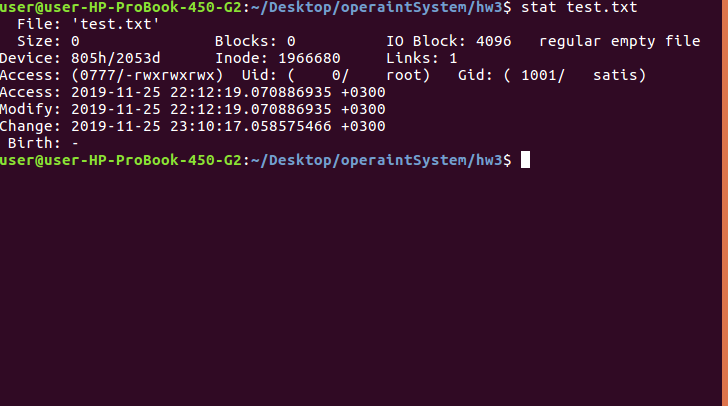 user@user-HP-ProBook-450-G2:~/Desktop/operaintSystem/hw3$ stat test.txt
  File: 'test.txt'
  Size: 0               Blocks: 0          IO Block: 4096   regular empty file
Device: 805h/2053d      Inode: 1966680     Links: 1
Access: (0777/-rwxrwxrwx)  Uid: (    0/    root)   Gid: ( 1001/   satis)
Access: 2019-11-25 22:12:19.070886935 +0300
Modify: 2019-11-25 22:12:19.070886935 +0300
Change: 2019-11-25 23:10:17.058575466 +0300
 Birth: -
user@user-HP-ProBook-450-G2:~/Desktop/operaintSystem/hw3$